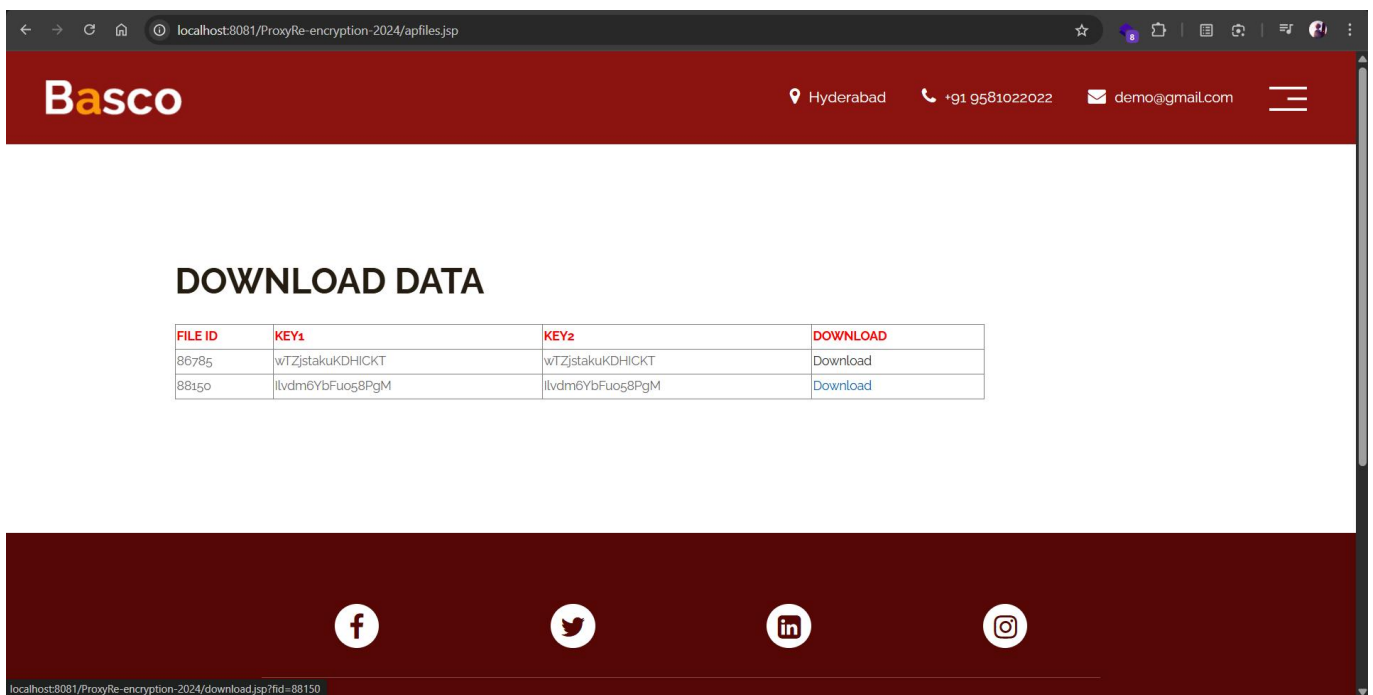 localhost:8081/ProxyRe-encryption-2024/apfiles.jsp
8
Basco
Hyderabad +91 9581022022 demo@gmail.com
DOWNLOAD DATA
FILE ID KEY1 KEY2 DOWNLOAD
86785 wTZjstakuKDHICKT wTZjstakuKDHICKT Download
88150 Ilvdm6YbFuo58PgM Ilvdm6YbFuo58PgM Download
localhost:8081/ProxyRe-encryption-2024/download.jsp?fid=88150